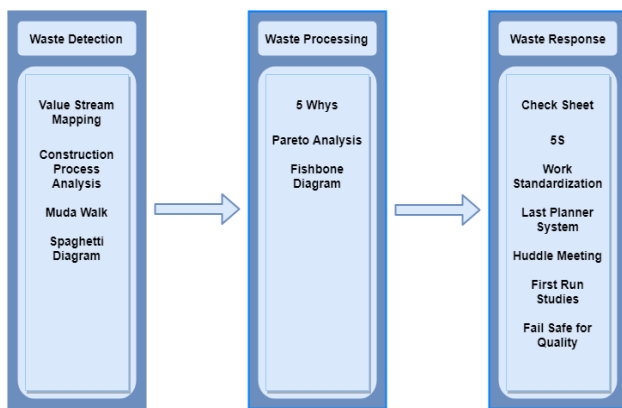 Waste Detection
Value Stream
Mapping
Construction
Process
Analysis
Muda Walk
Spaghetti
Diagram
Waste Processing
5 Whys
Pareto Analysis
Fishbone
Diagram
Waste Response
Check Sheet
5S
Work
Standardization
Last Planner
System
Huddle Meeting
First Run
Studies
Fail Safe for
Quality